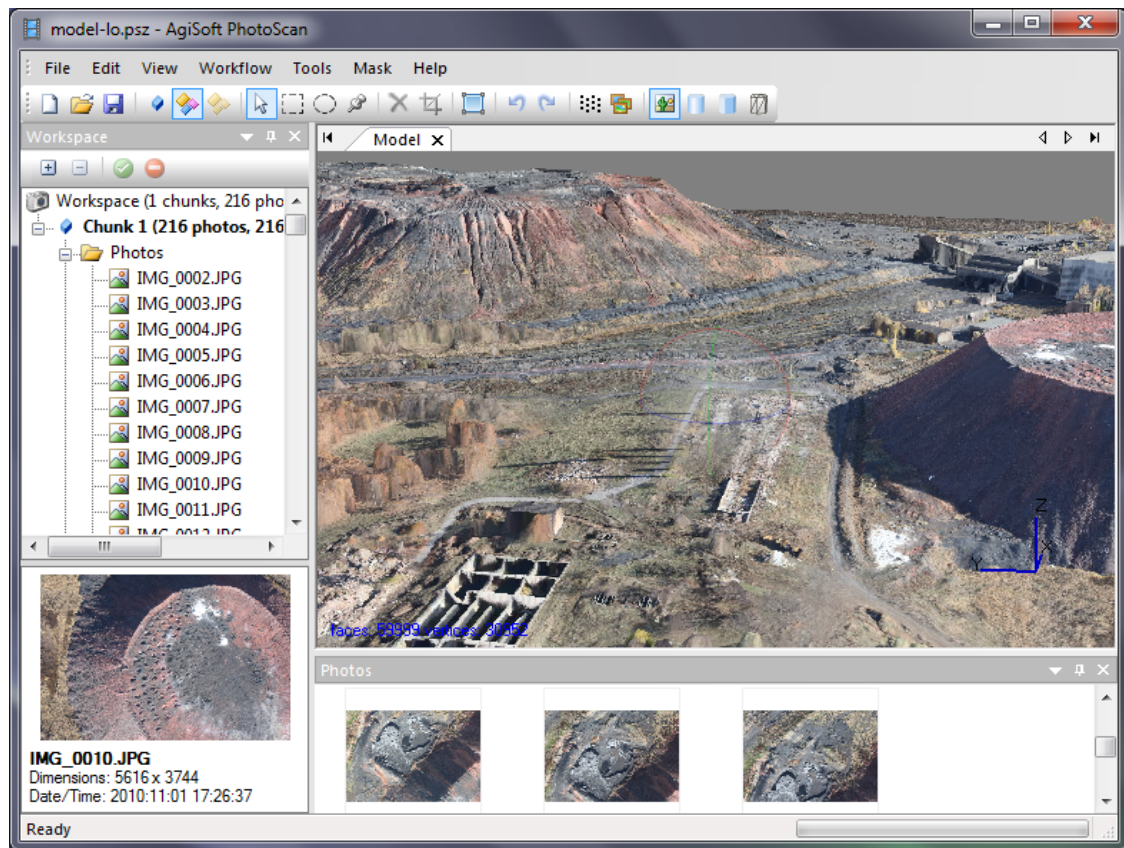 model-lo.psz - AgiSoft PhotoScan
File Edit View Workflow Tools Mask Help
Workspace
Model
Workspace (1 chunks, 216 pho
Chunk 1 (216 photos, 216
Photos
IMG_0002.JPG
IMG_0003.JPG
IMG_0004.JPG
IMG_0005.JPG
IMG_0006.JPG
IMG_0007.JPG
IMG_0008.JPG
IMG_0009.JPG
IMG_0010.JPG
IMG_0011.JPG
IMG_0012.JPG
Z
X
Y
faces: 59999 vertices: 30352
Photos
IMG_0010.JPG
Dimensions: 5616 x 3744
Date/Time: 2010:11:01 17:26:37
Ready